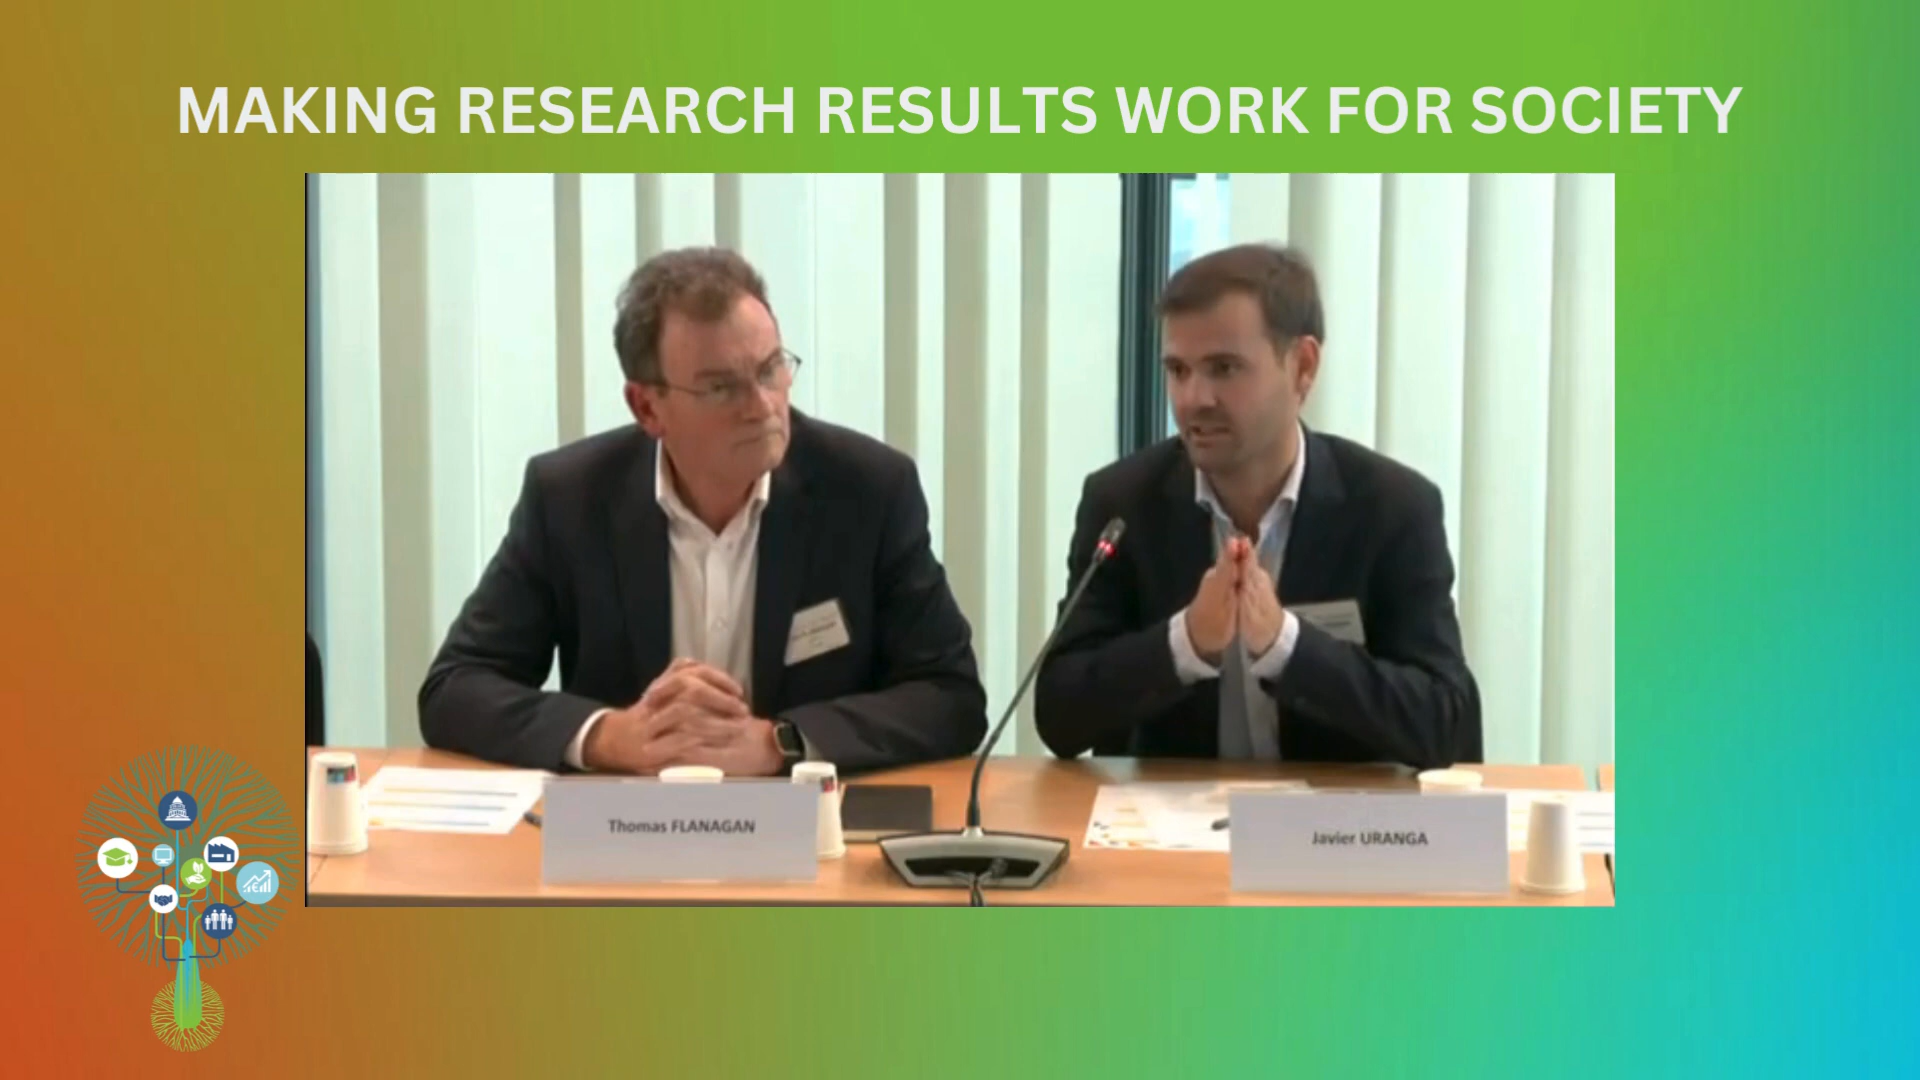 MAKING RESEARCH RESULTS WORK FOR SOCIETY
Thomas FLANAGAN
Javier URANGA